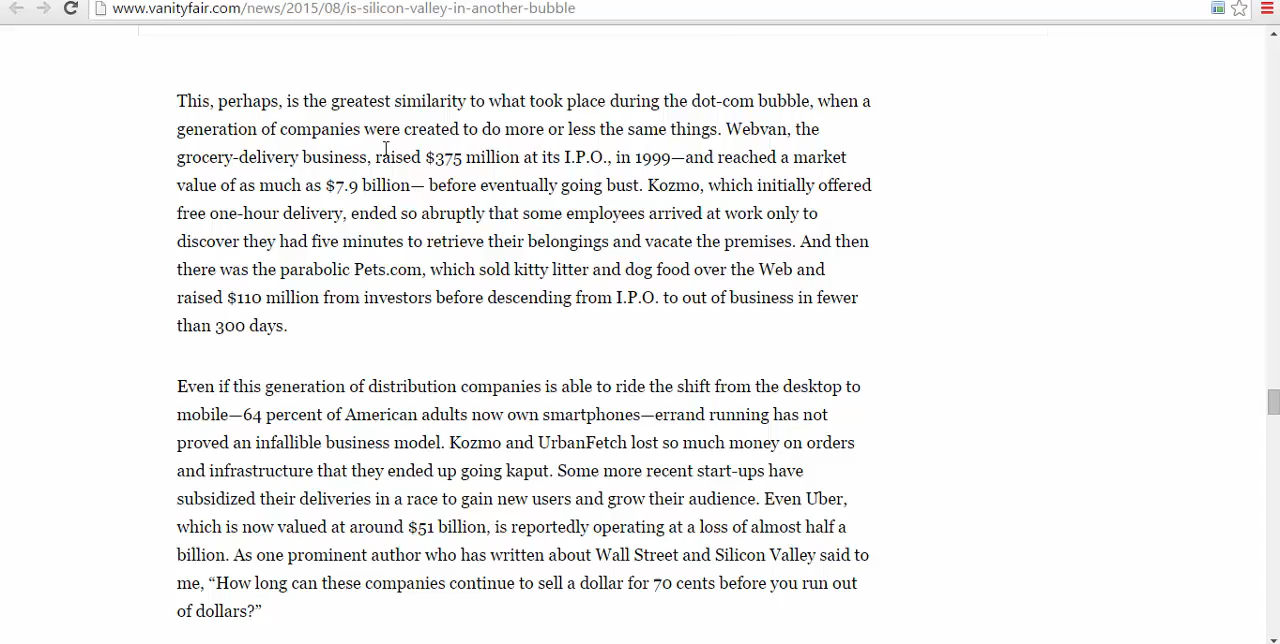 www.vanityfair.com/news/2015/08/is-silicon-valley-in-another-bubble
This, perhaps, is the greatest similarity to what took place during the dot-com bubble, when a
generation of companies were created to do more or less the same things. Webvan, the
grocery-delivery business, raised $375 million at its I.P.O., in 1999—and reached a market
value of as much as $7.9 billion— before eventually going bust. Kozmo, which initially offered
free one-hour delivery, ended so abruptly that some employees arrived at work only to
discover they had five minutes to retrieve their belongings and vacate the premises. And then
there was the parabolic Pets.com, which sold kitty litter and dog food over the Web and
raised $110 million from investors before descending from I.P.O. to out of business in fewer
than 300 days.
Even if this generation of distribution companies is able to ride the shift from the desktop to
mobile—64 percent of American adults now own smartphones—errand running has not
proved an infallible business model. Kozmo and UrbanFetch lost so much money on orders
and infrastructure that they ended up going kaput. Some more recent start-ups have
subsidized their deliveries in a race to gain new users and grow their audience. Even Uber,
which is now valued at around $51 billion, is reportedly operating at a loss of almost half a
billion. As one prominent author who has written about Wall Street and Silicon Valley said to
me, “How long can these companies continue to sell a dollar for 70 cents before you run out
of dollars?”